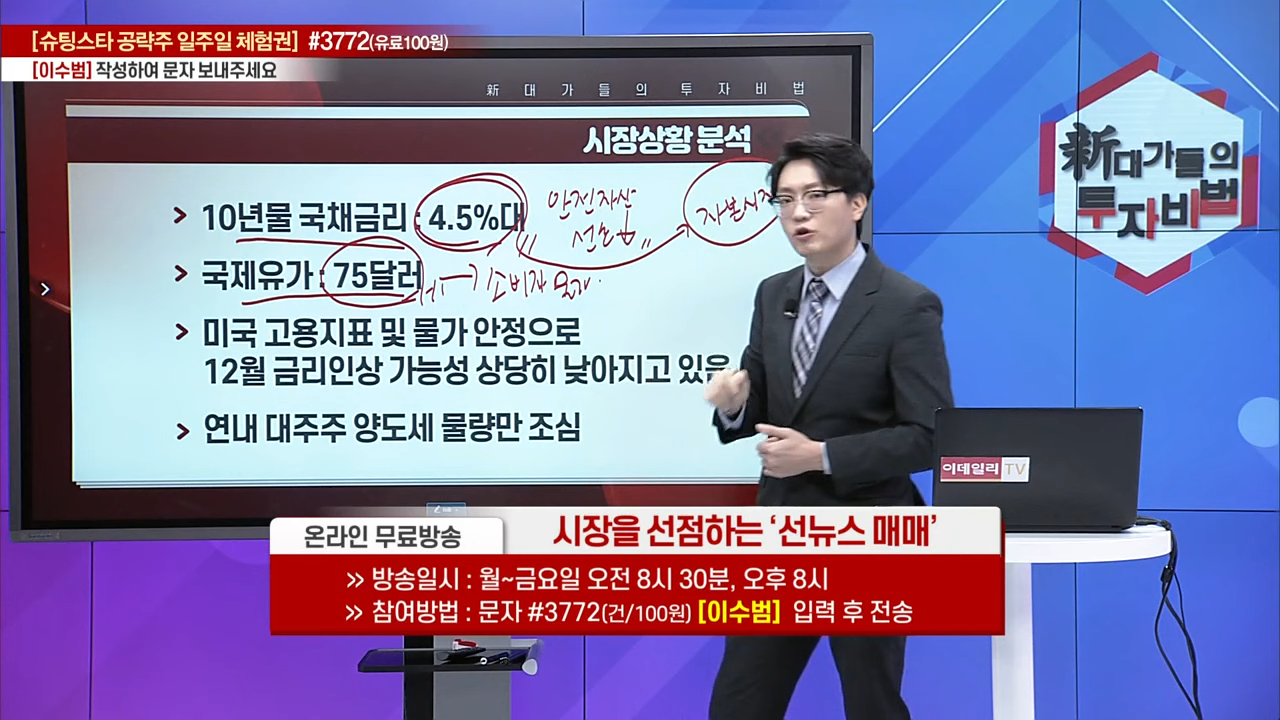 [슈팅스타 공략주 일주일 체험권] #3772(유료100원)
[이수범] 작성하여 문자 보내주세요
新 대 가 들 의 투 자 비 법
시장상황 분석
10년물 국채금리 : 4.5%대
안전자산
선호
자본시장
국제유가 : 75달러
소비자 물가
미국 고용지표 및 물가 안정으로
12월 금리인상 가능성 상당히 낮아지고 있음
연내 대주주 양도세 물량만 조심
新대가들의
투자비법
이데일리 TV
온라인 무료방송
시장을 선점하는 ‘선뉴스 매매’
>> 방송일시 : 월~금요일 오전 8시 30분, 오후 8시
>> 참여방법 : 문자 #3772(건/100원) [이수범] 입력 후 전송